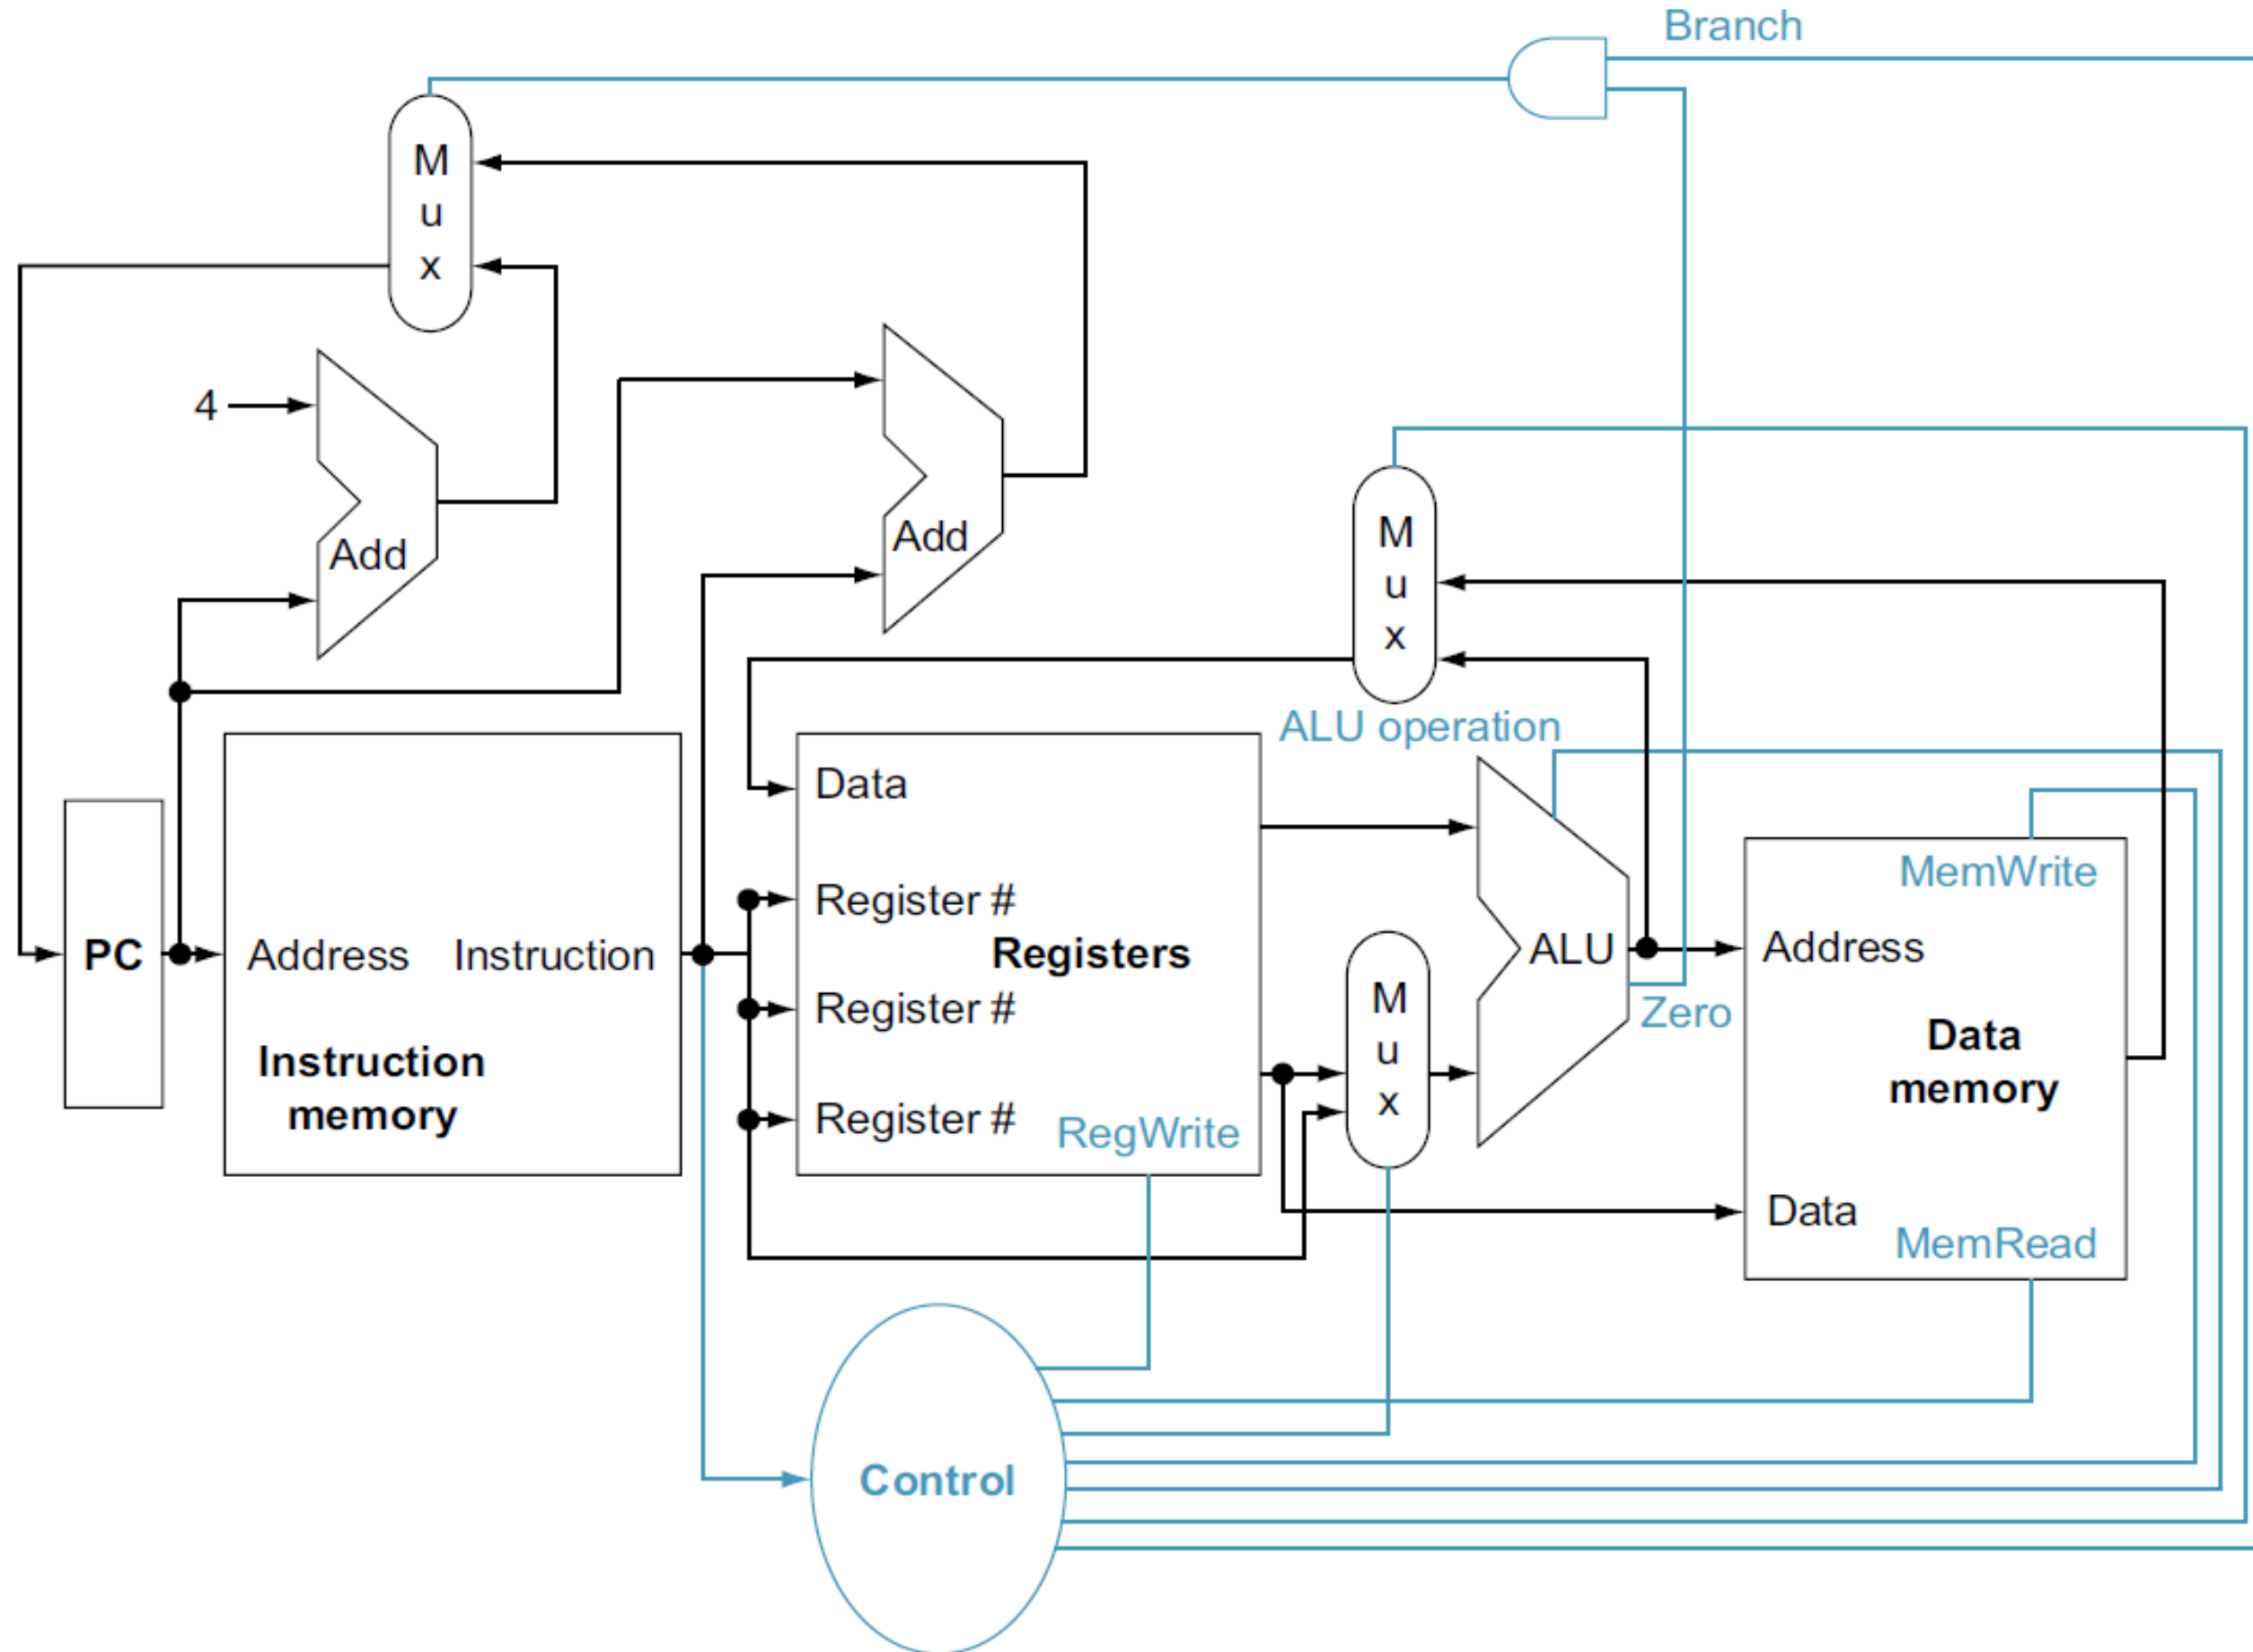 Branch
M
u
x
4
Add
Add
M
u
x
ALU operation
Data
Register #
Registers
Register #
Register #
RegWrite
PC
Address
Instruction
Instruction
memory
M
u
x
ALU
Zero
MemWrite
Address
Data
memory
Data
MemRead
Control